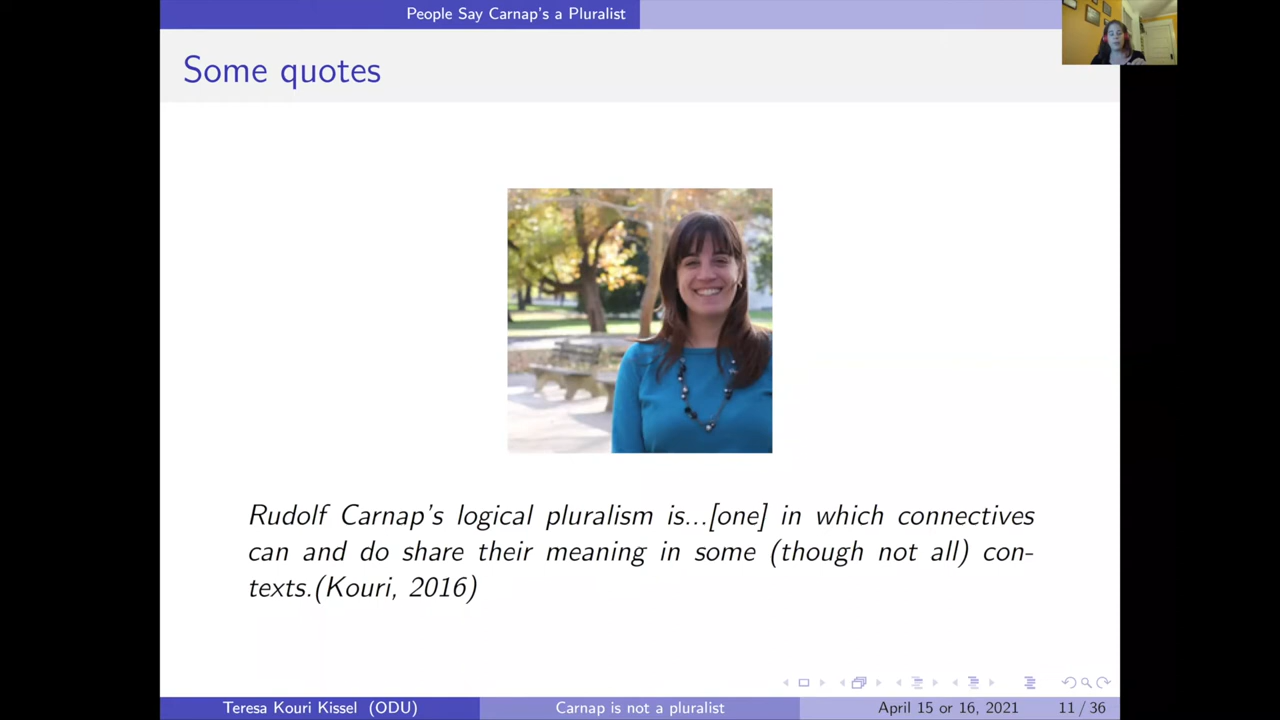 People Say Carnap's a Pluralist
Some quotes
Rudolf Carnap's logical pluralism is...[one] in which connectives
can and do share their meaning in some (though not all) con-
texts.(Kouri, 2016)
Teresa Kouri Kissel (ODU)
Carnap is not a pluralist
April 15 or 16, 2021
11 / 36